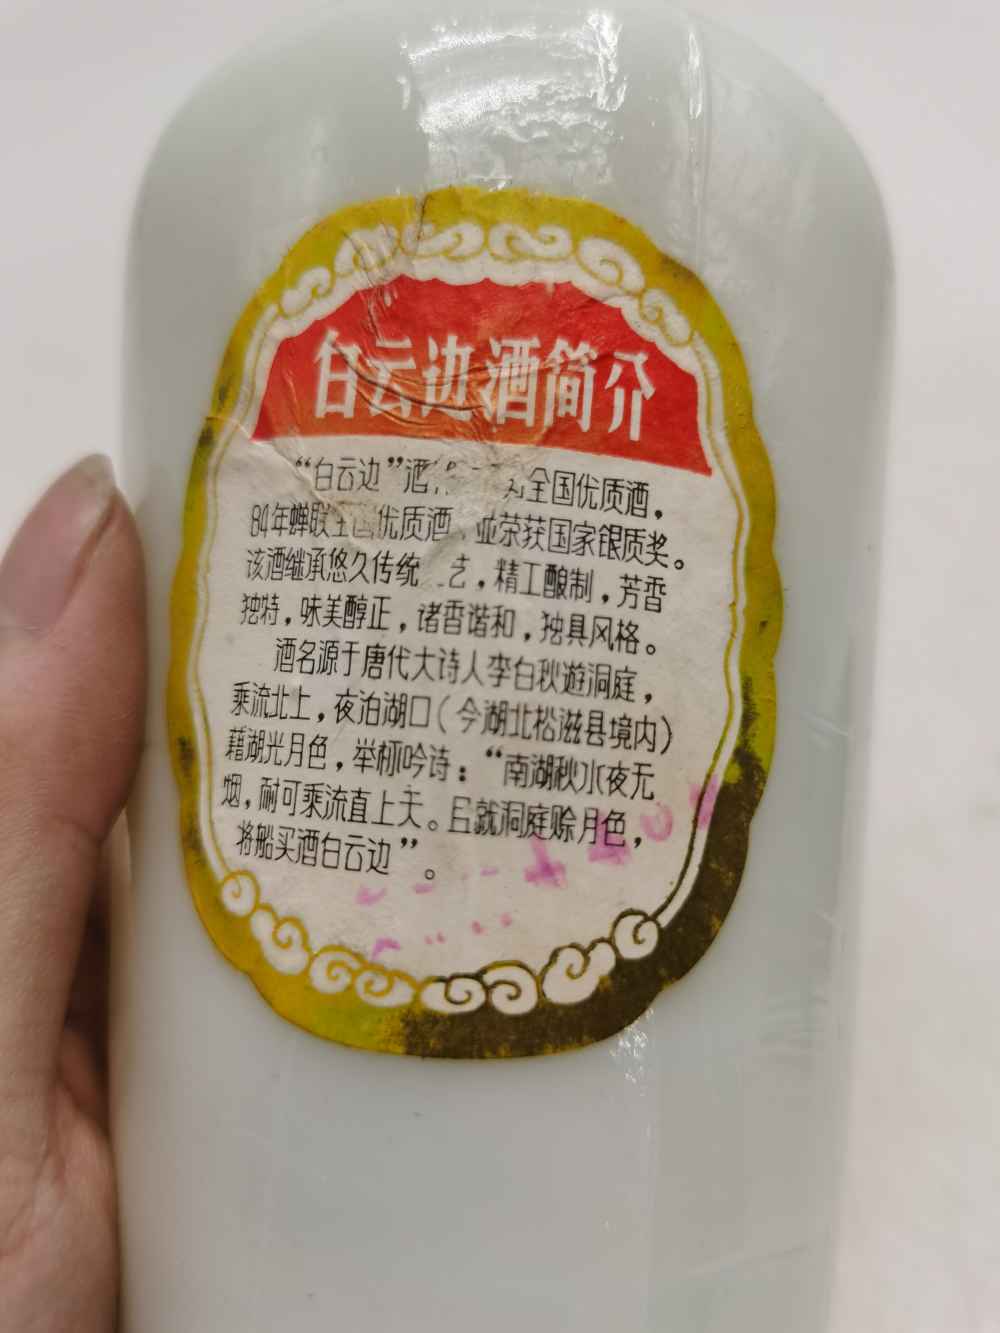 白云边酒简介
“白云边”酒 全国优质酒，
84年蝉联全国优质酒，并荣获国家银质奖。
该酒继承悠久传统 艺，精工酿制，芳香
独特，味美醇正，诸香谐和，独具风格。
酒名源于唐代大诗人李白秋遊洞庭，
乘流北上，夜泊湖口（今湖北松滋县境内）
藉湖光月色，举杯吟诗：“南湖秋水夜无
烟，耐可乘流直上天。且就洞庭赊月色，
将船买酒白云边”。